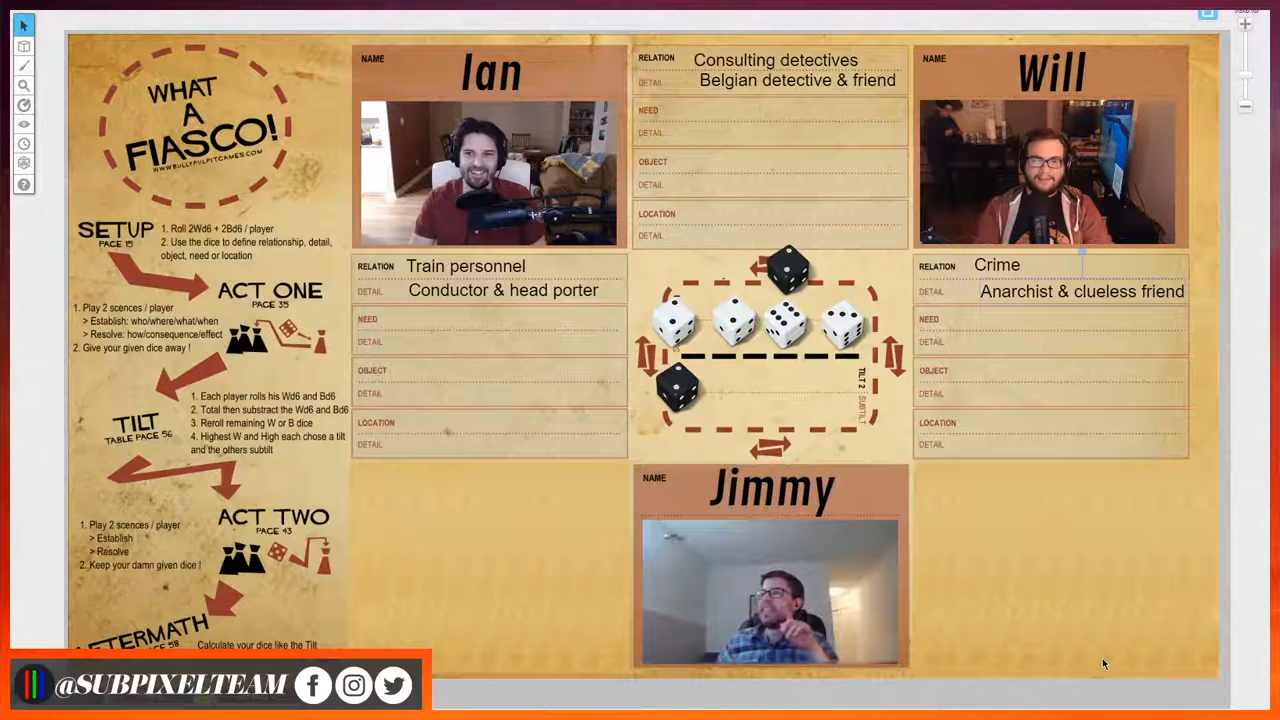 WHAT
A
FIASCO!
WWW.BULLYPULPITGAMES.COM
SETUP
PAGE 15
1. Roll 2Wd6 + 2Bd6 / player
2. Use the dice to define relationship, detail,
object, need or location
ACT ONE
PAGE 35
1. Play 2 scences / player
> Establish: who/where/what/when
> Resolve: how/consequence/effect
2. Give your given dice away !
TILT
TABLE PAGE 56
1. Each player rolls his Wd6 and Bd6
2. Total then substract the Wd6 and Bd6
3. Reroll remaining W or B dice
4. Highest W and High each chose a tilt
and the others subtilt
ACT TWO
PAGE 43
1. Play 2 scences / player
> Establish
> Resolve
2. Keep your damn given dice !
Calculate your dice like the Tilt
NAME
Ian
RELATION Consulting detectives
DETAIL Belgian detective & friend
NEED
DETAIL
OBJECT
DETAIL
LOCATION
DETAIL
NAME
Will
RELATION Train personnel
DETAIL Conductor & head porter
NEED
DETAIL
OBJECT
DETAIL
LOCATION
DETAIL
TILT 2
SUBTILT
RELATION Crime
DETAIL Anarchist & clueless friend
NEED
DETAIL
OBJECT
DETAIL
LOCATION
DETAIL
NAME
Jimmy
@SUBPIXELTEAM